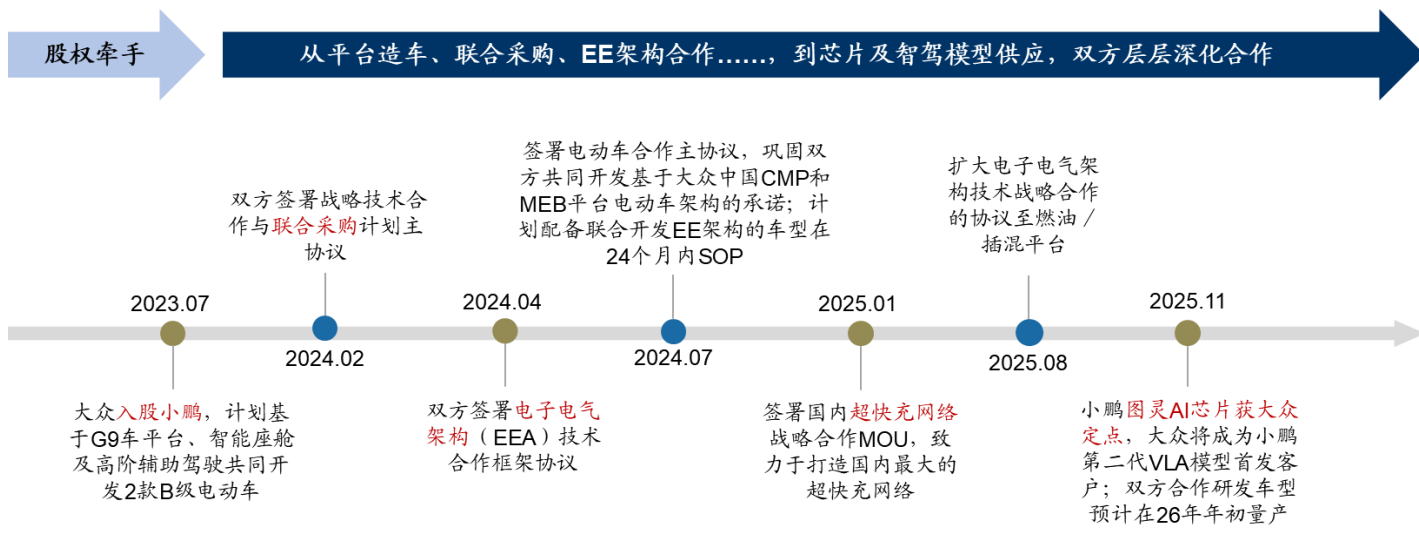 股权牵手
从平台造车、联合采购、EE架构合作……，到芯片及智驾模型供应，双方层层深化合作
2023.07
大众入股小鹏，计划基
于G9车平台、智能座舱
及高阶辅助驾驶共同开
发2款B级电动车
双方签署战略技术合
作与联合采购计划主
协议
2024.02
2024.04
双方签署电子电气
架构（EEA）技术
合作框架协议
签署电动车合作主协议，巩固双
方共同开发基于大众中国CMP和
MEB平台电动车架构的承诺；计
划配备联合开发EE架构的车型在
24个月内SOP
2024.07
2025.01
签署国内超快充网络
战略合作MOU，致
力于打造国内最大的
超快充网络
扩大电子电气架
构技术战略合作
的协议至燃油／
插混平台
2025.08
2025.11
小鹏图灵AI芯片获大众
定点，大众将成为小鹏
第二代VLA模型首发客
户；双方合作研发车型
预计在26年年初量产